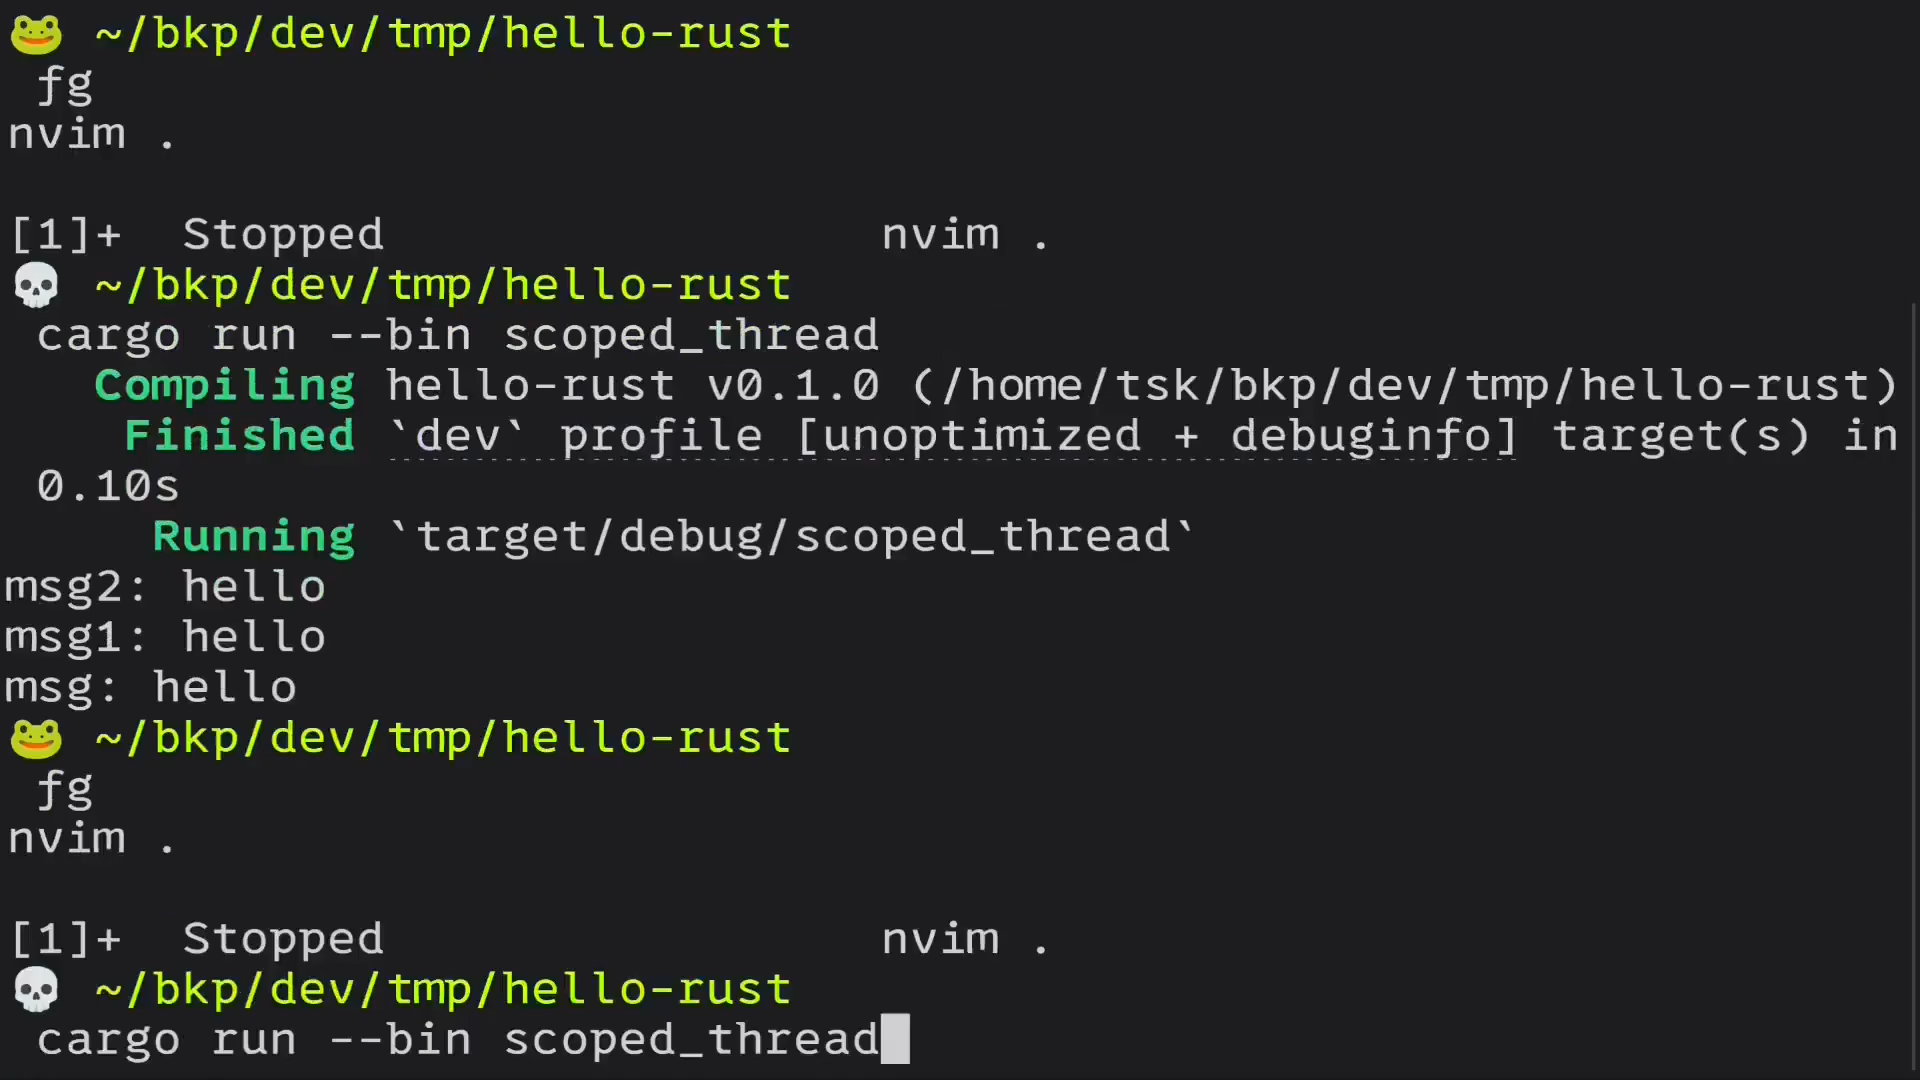 🐸 ~/bkp/dev/tmp/hello-rust
fg
nvim .
[1]+  Stopped                 nvim .
💀 ~/bkp/dev/tmp/hello-rust
cargo run --bin scoped_thread
   Compiling hello-rust v0.1.0 (/home/tsk/bkp/dev/tmp/hello-rust)
    Finished `dev` profile [unoptimized + debuginfo] target(s) in
 0.10s
     Running `target/debug/scoped_thread`
msg2: hello
msg1: hello
msg: hello
🐸 ~/bkp/dev/tmp/hello-rust
fg
nvim .
[1]+  Stopped                 nvim .
💀 ~/bkp/dev/tmp/hello-rust
cargo run --bin scoped_thread